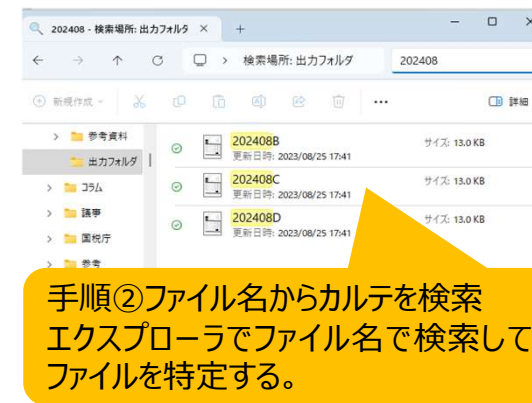 202408 - 検索場所: 出力フォルダ
検索場所: 出力フォルダ
202408
新規作成
詳細
参考資料
出力フォルダ
コラム
議事
国税庁
参考
202408B
更新日時: 2023/08/25 17:41
サイズ: 13.0 KB
202408C
更新日時: 2023/08/25 17:41
サイズ: 13.0 KB
202408D
更新日時: 2023/08/25 17:41
サイズ: 13.0 KB
手順②ファイル名からカルテを検索
エクスプローラでファイル名で検索して
ファイルを特定する。